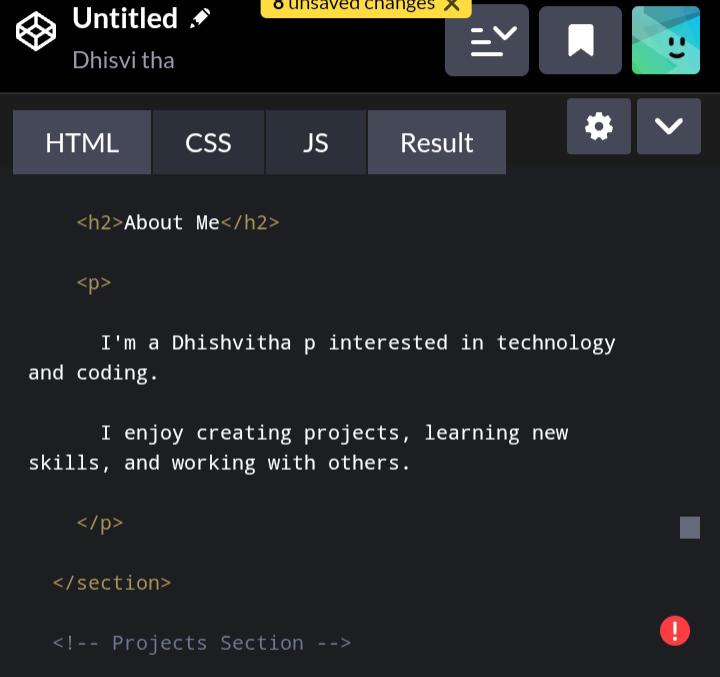 8 unsaved changes
Untitled
Dhisvi tha
HTML CSS JS Result
<h2>About Me</h2>
<p>
I'm a Dhishvitha p interested in technology
and coding.
I enjoy creating projects, learning new
skills, and working with others.
</p>
</section>
<!-- Projects Section -->